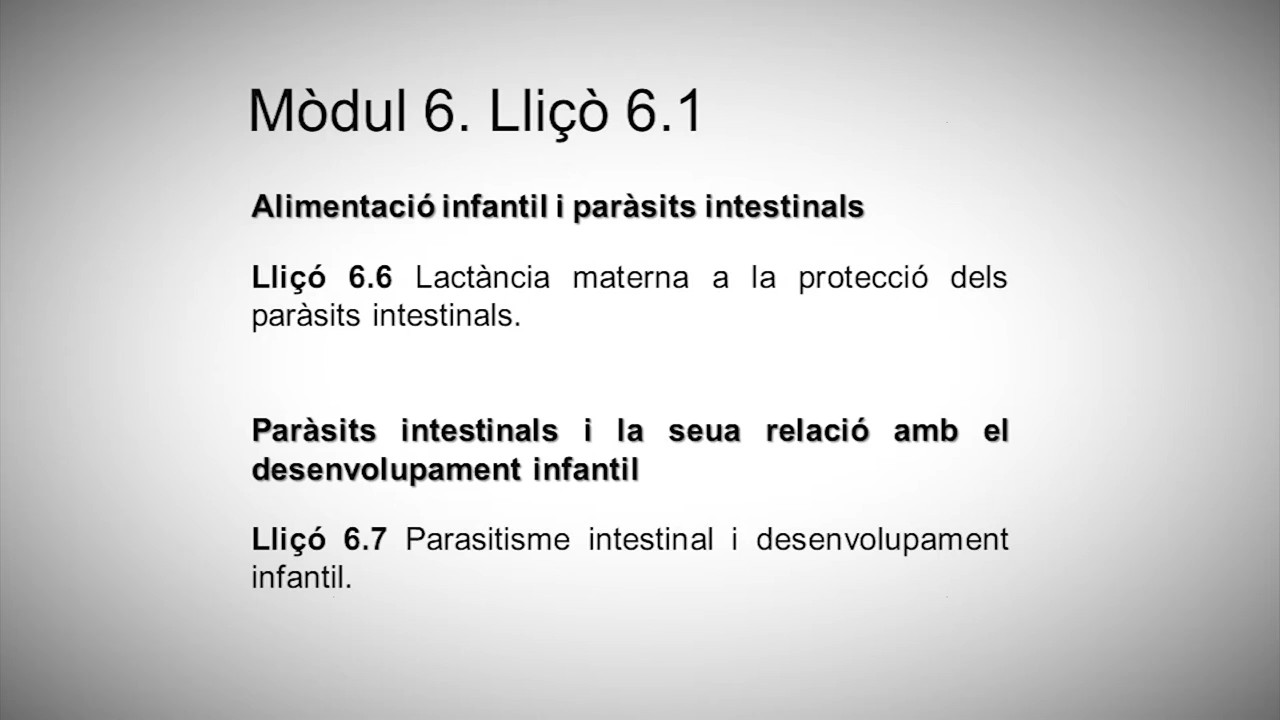 Mòdul 6. Lliçò 6.1
Alimentació infantil i paràsits intestinals
Lliçó 6.6 Lactància materna a la protecció dels
paràsits intestinals.
Paràsits intestinals i la seua relació amb el
desenvolupament infantil
Lliçó 6.7 Parasitisme intestinal i desenvolupament
infantil.